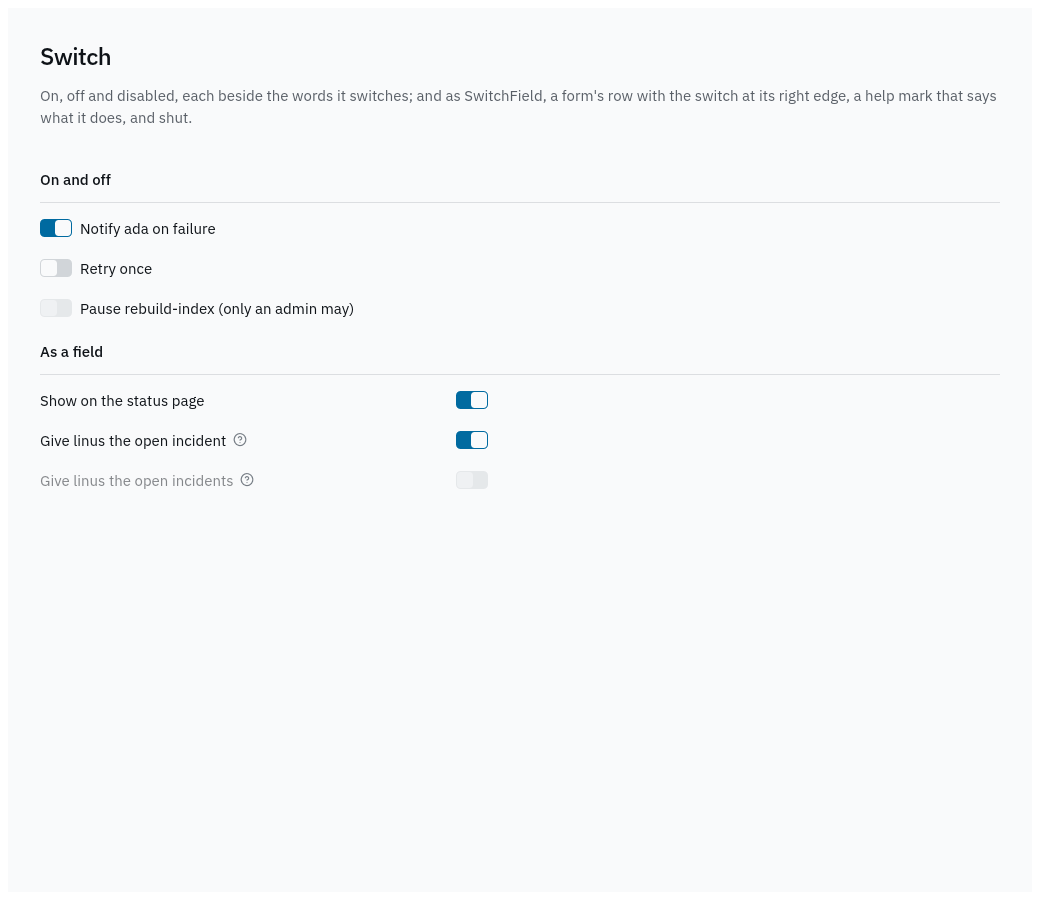 Switch
On, off and disabled, each beside the words it switches; and as SwitchField, a form's row with the switch at its right edge, a help mark that says
what it does, and shut.
On and off
Notify ada on failure
Retry once
Pause rebuild-index (only an admin may)
As a field
Show on the status page
Give linus the open incident
Give linus the open incidents